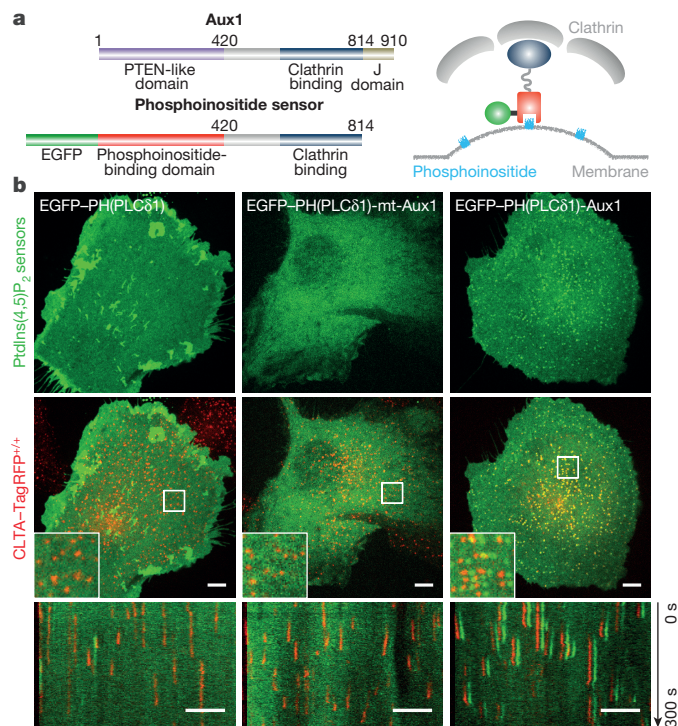 a
Aux1
1 420 814 910
PTEN-like domain
Clathrin binding
J domain
Phosphoinositide sensor
420 814
EGFP
Phosphoinositide-binding domain
Clathrin binding
Clathrin
Phosphoinositide
Membrane
b
EGFP–PH(PLCδ1)
EGFP–PH(PLCδ1)-mt-Aux1
EGFP–PH(PLCδ1)-Aux1
PtdIns(4,5)P2 sensors
CLTA–TagRFP+/+
0 s
300 s